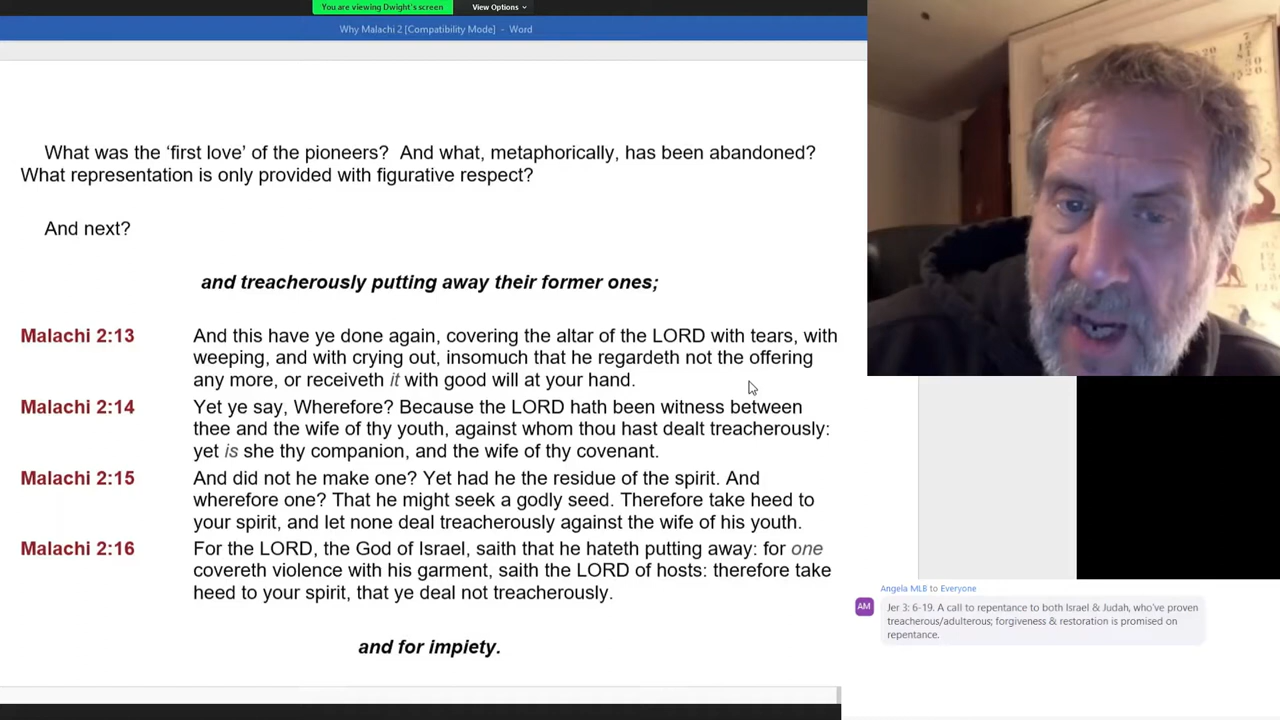 You are viewing Dwight's screen
View Options
Why Malachi 2 [Compatibility Mode] - Word
What was the ‘first love’ of the pioneers? And what, metaphorically, has been abandoned?
What representation is only provided with figurative respect?
And next?
and treacherously putting away their former ones;
Malachi 2:13 And this have ye done again, covering the altar of the LORD with tears, with
weeping, and with crying out, insomuch that he regardeth not the offering
any more, or receiveth it with good will at your hand.
Malachi 2:14 Yet ye say, Wherefore? Because the LORD hath been witness between
thee and the wife of thy youth, against whom thou hast dealt treacherously:
yet is she thy companion, and the wife of thy covenant.
Malachi 2:15 And did not he make one? Yet had he the residue of the spirit. And
wherefore one? That he might seek a godly seed. Therefore take heed to
your spirit, and let none deal treacherously against the wife of his youth.
Malachi 2:16 For the LORD, the God of Israel, saith that he hateth putting away: for one
covereth violence with his garment, saith the LORD of hosts: therefore take
heed to your spirit, that ye deal not treacherously.
and for impiety.
Angela MLB to Everyone
AM
Jer 3: 6-19. A call to repentance to both Israel & Judah, who've proven
treacherous/adulterous; forgiveness & restoration is promised on
repentance.